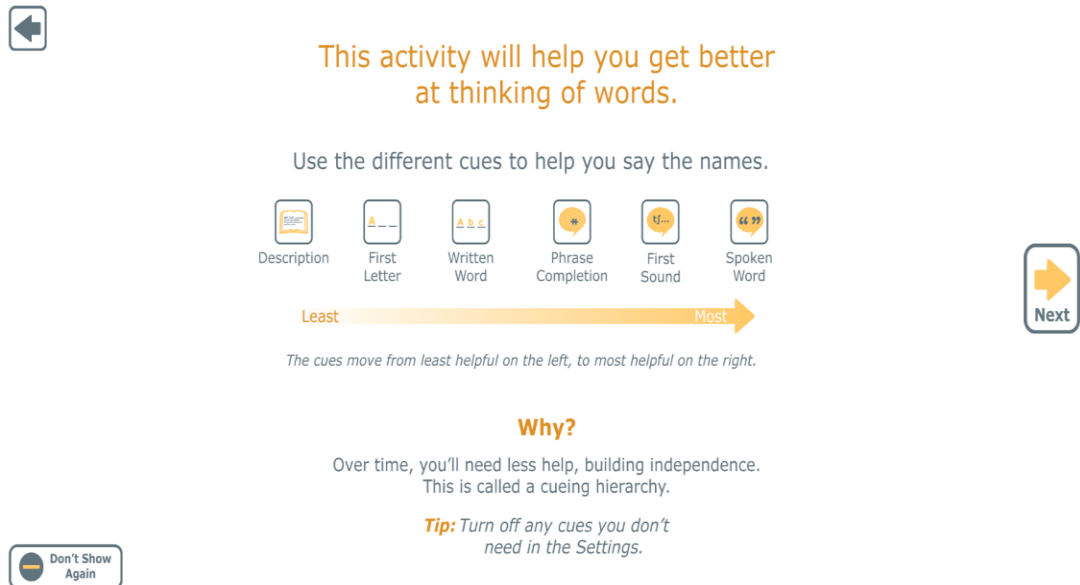 This activity will help you get better
at thinking of words.
Use the different cues to help you say the names.
A _ _
A b c
tʃ...
“ ”
Description
First
Letter
Written
Word
Phrase
Completion
First
Sound
Spoken
Word
Least
Most
The cues move from least helpful on the left, to most helpful on the right.
Next
Why?
Over time, you’ll need less help, building independence.
This is called a cueing hierarchy.
Tip: Turn off any cues you don’t
need in the Settings.
Don’t Show
Again